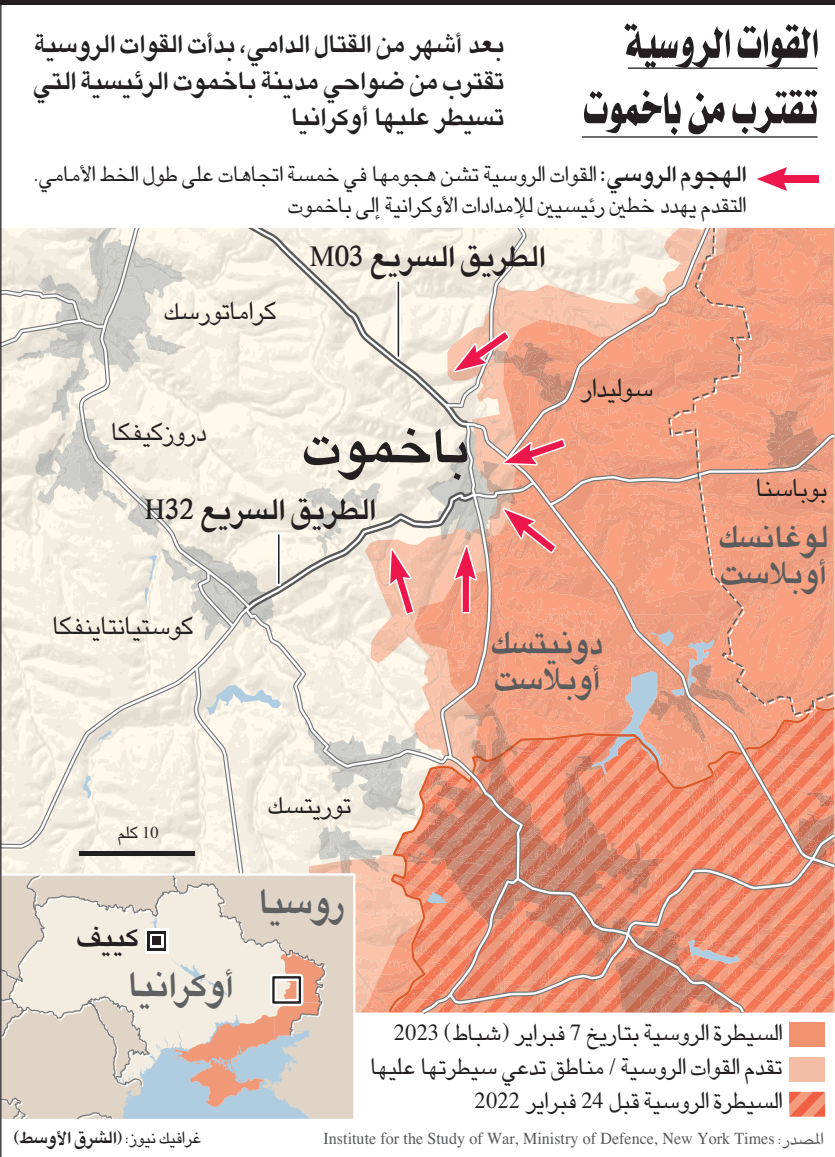 القوات الروسية
تقترب من باخموت
بعد أشهر من القتال الدامي، بدأت القوات الروسية
تقترب من ضواحي مدينة باخموت الرئيسية التي
تسيطر عليها أوكرانيا
الهجوم الروسي: القوات الروسية تشن هجومها في خمسة اتجاهات على طول الخط الأمامي.
التقدم يهدد خطين رئيسيين للإمدادات الأوكرانية إلى باخموت
الطريق السريع M03
كراماتورسك
سوليدار
دروزكيفكا
باخموت
بوباسنا
الطريق السريع H32
لوغانسك
أوبلاست
كوستيانتاينفكا
دونيتسك
أوبلاست
توريتسك
10 كلم
روسيا
كييف
أوكرانيا
السيطرة الروسية بتاريخ 7 فبراير (شباط) 2023
تقدم القوات الروسية / مناطق تدعي سيطرتها عليها
السيطرة الروسية قبل 24 فبراير 2022
المصدر: Institute for the Study of War, Ministry of Defence, New York Times
غرافيك نيوز: (الشرق الأوسط)